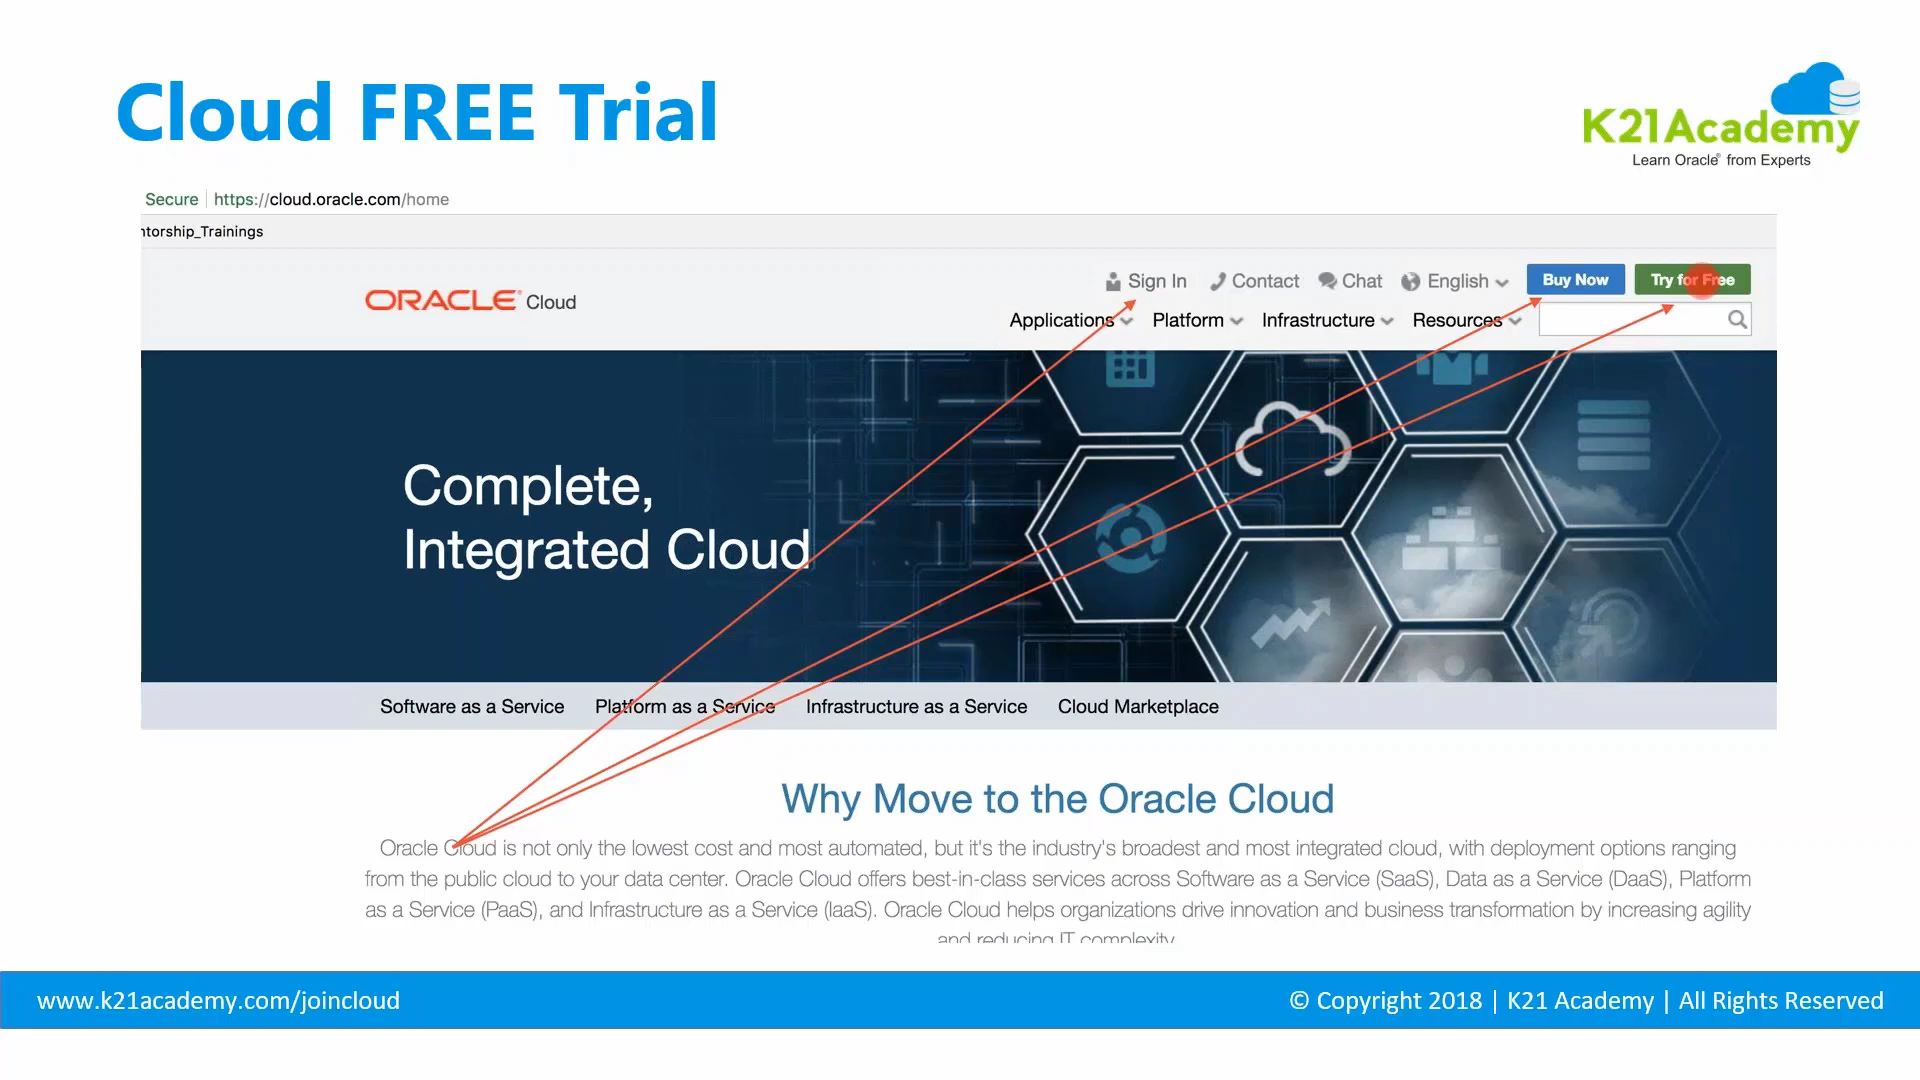 Cloud FREE Trial
K21Academy
Learn Oracle® from Experts
Secure https://cloud.oracle.com/home
ntorship_Trainings
ORACLE® Cloud
Sign In Contact Chat English Buy Now Try for Free
Applications Platform Infrastructure Resources
Complete,
Integrated Cloud
Software as a Service Platform as a Service Infrastructure as a Service Cloud Marketplace
Why Move to the Oracle Cloud
Oracle Cloud is not only the lowest cost and most automated, but it's the industry's broadest and most integrated cloud, with deployment options ranging
from the public cloud to your data center. Oracle Cloud offers best-in-class services across Software as a Service (SaaS), Data as a Service (DaaS), Platform
as a Service (PaaS), and Infrastructure as a Service (IaaS). Oracle Cloud helps organizations drive innovation and business transformation by increasing agility
and reducing IT complexity
www.k21academy.com/joincloud
© Copyright 2018 | K21 Academy | All Rights Reserved